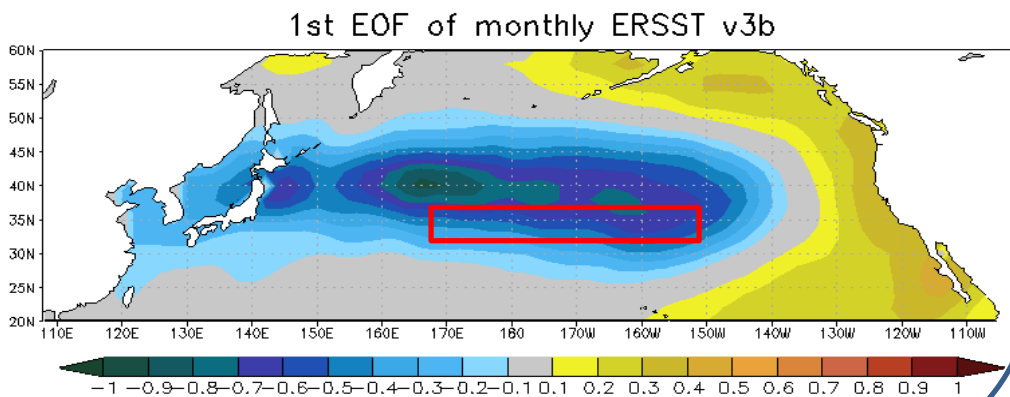 1st EOF of monthly ERSST v3b
60N
55N
50N
45N
40N
35N
30N
25N
20N
110E 120E 130E 140E 150E 160E 170E 180 170W 160W 150W 140W 130W 120W 110W
-1 -0.9 -0.8 -0.7 -0.6 -0.5 -0.4 -0.3 -0.2 -0.1 0.1 0.2 0.3 0.4 0.5 0.6 0.7 0.8 0.9 1